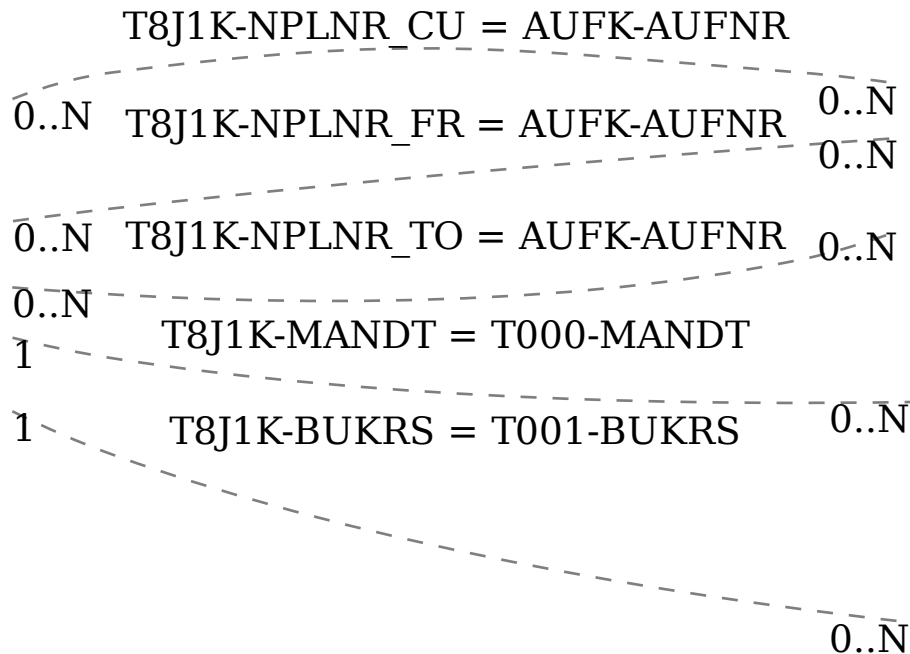 T8J1K-NPLNR_CU = AUFK-AUFNR
0..N
0..N
T8J1K-NPLNR_FR = AUFK-AUFNR
0..N
0..N
T8J1K-NPLNR_TO = AUFK-AUFNR
0..N
0..N
T8J1K-MANDT = T000-MANDT
1
0..N
1
T8J1K-BUKRS = T001-BUKRS
0..N